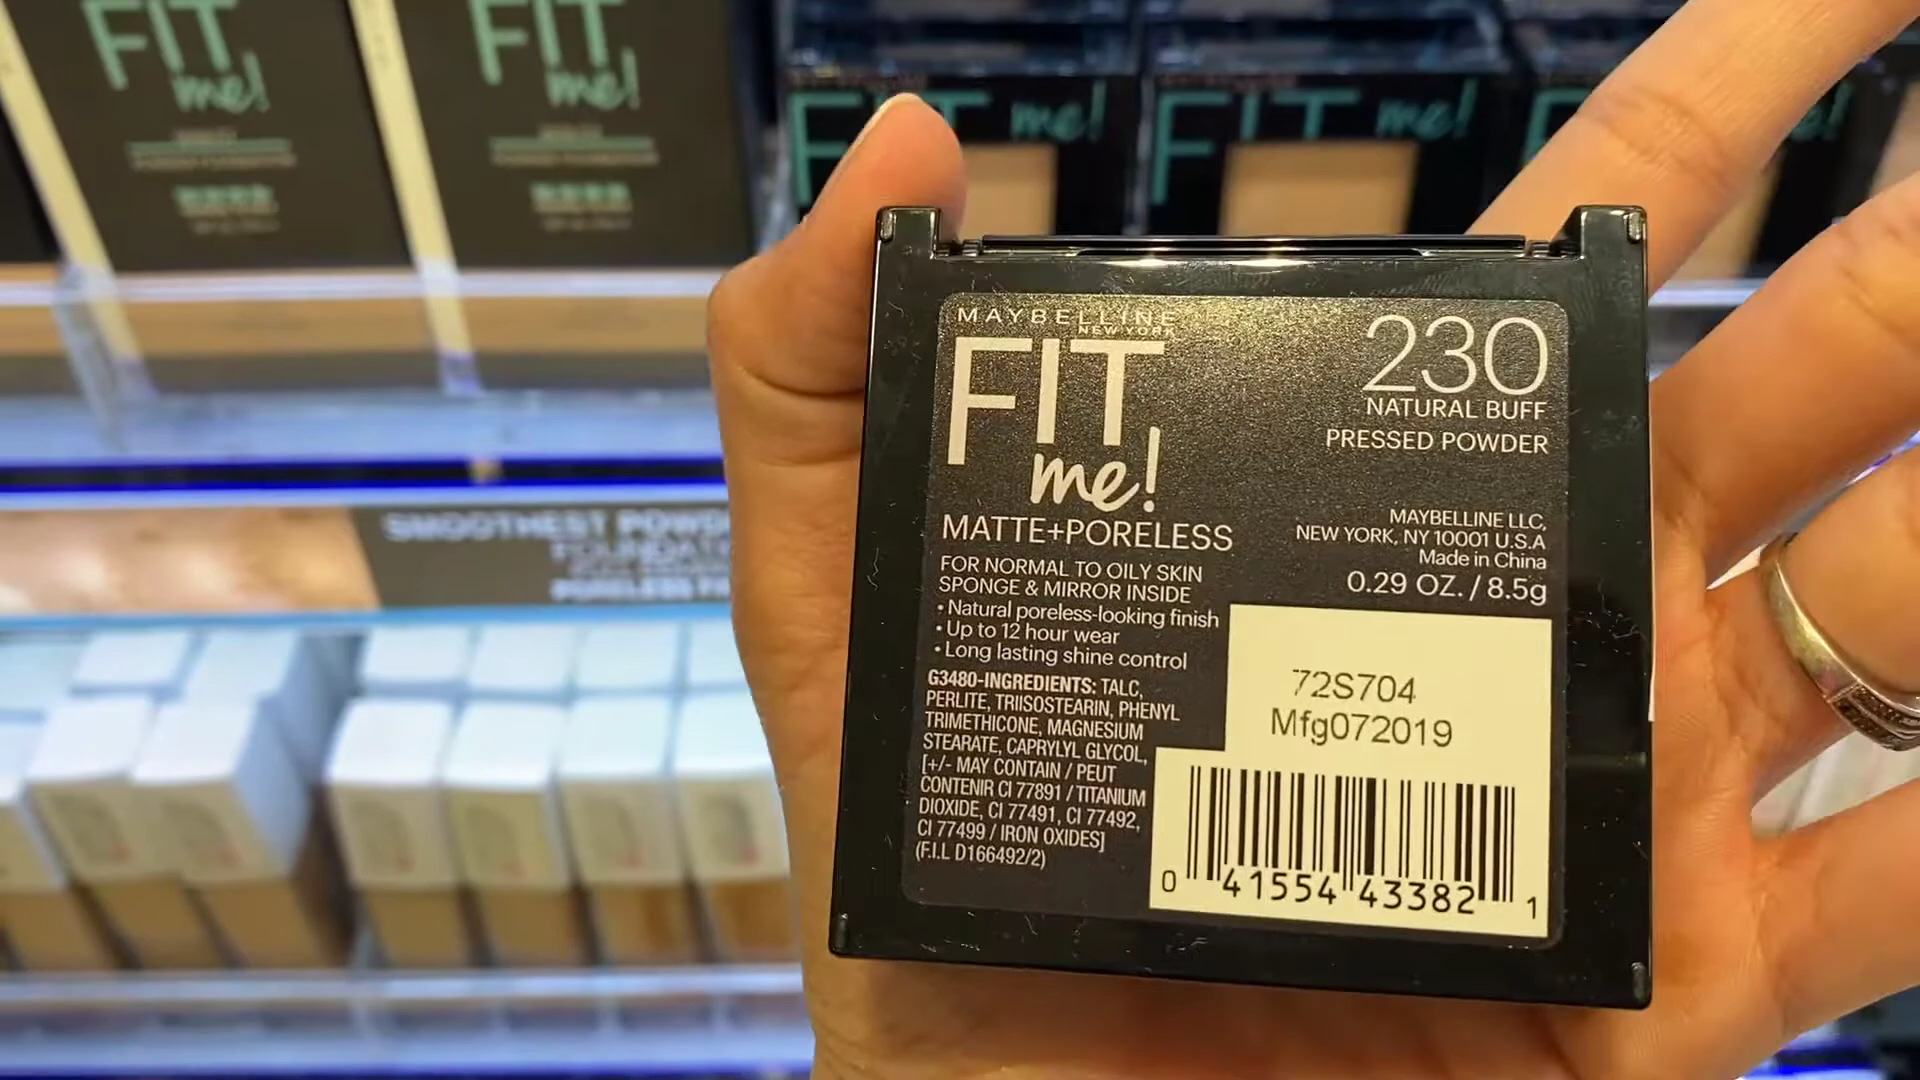 FIT
me!
FIT
me!
FIT me!
FIT me!
SMOOTHEST
MAYBELLINE
NEW YORK
FIT
me!
MATTE+PORELESS
FOR NORMAL TO OILY SKIN
SPONGE & MIRROR INSIDE
• Natural poreless-looking finish
• Up to 12 hour wear
• Long lasting shine control
G3480-INGREDIENTS: TALC,
PERLITE, TRIISOSTEARIN, PHENYL
TRIMETHICONE, MAGNESIUM
STEARATE, CAPRYLYL GLYCOL,
[+/- MAY CONTAIN / PEUT
CONTENIR CI 77891 / TITANIUM
DIOXIDE, CI 77491, CI 77492,
CI 77499 / IRON OXIDES]
(F.I.L D166492/2)
230
NATURAL BUFF
PRESSED POWDER
MAYBELLINE LLC,
NEW YORK, NY 10001 U.S.A
Made in China
0.29 OZ. / 8.5g
72S704
Mfg072019
0 41554 43382 1